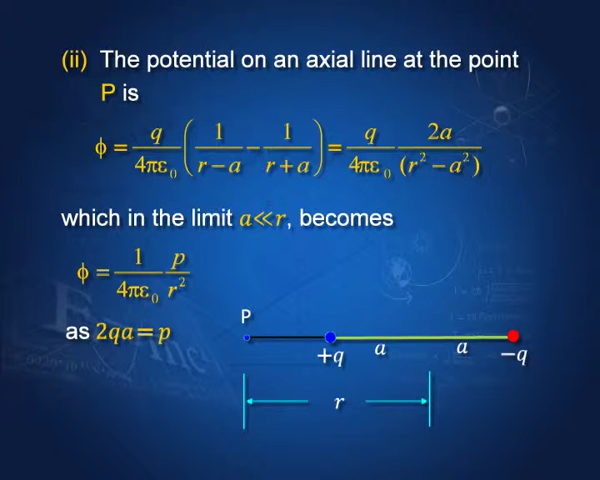 (ii) The potential on an axial line at the point
P is
ϕ = q/4πε₀ (1/(r−a) − 1/(r+a)) = q/4πε₀ 2a/(r² − a²)
which in the limit a≪r, becomes
ϕ = 1/4πε₀ p/r²
as 2qa=p
P
+q a a −q
r